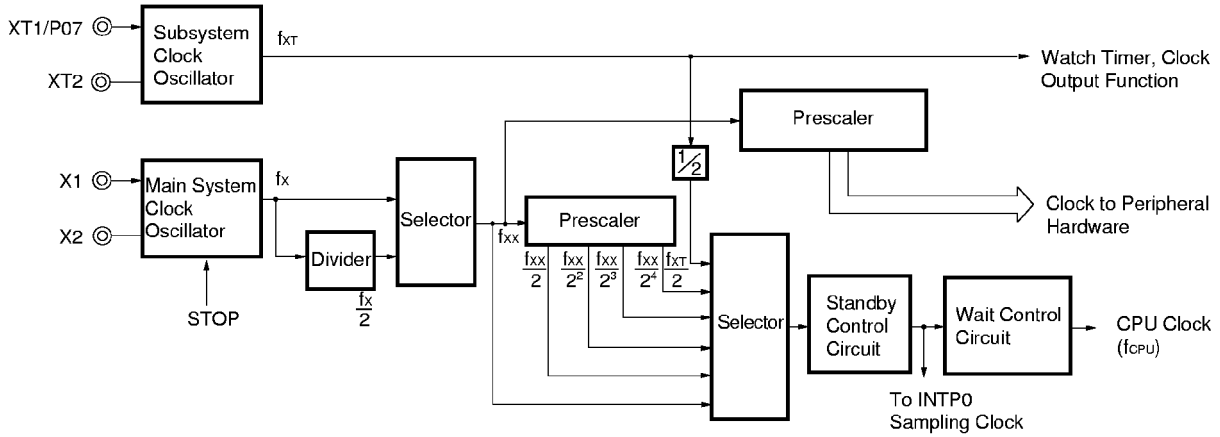 XT1/P07
XT2
Subsystem
Clock
Oscillator
fXT
Watch Timer, Clock
Output Function
Prescaler
1/2
X1
X2
Main System
Clock
Oscillator
fX
STOP
Divider
fX
2
Selector
fXX
Prescaler
fXX
2
fXX
2²
fXX
2³
fXX
2⁴
fXT
2
Clock to Peripheral
Hardware
Selector
Standby
Control
Circuit
Wait Control
Circuit
CPU Clock
(fCPU)
To INTP0
Sampling Clock